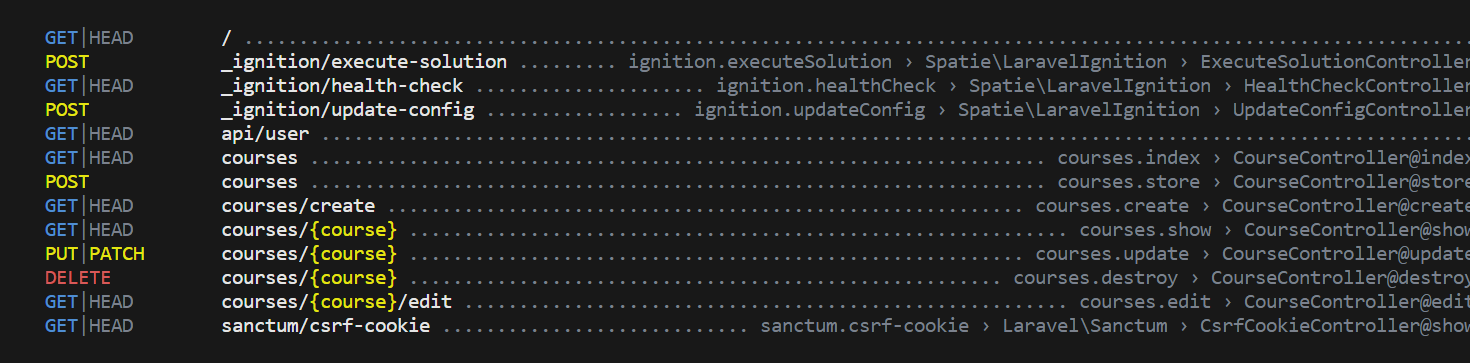 GET|HEAD / ...............................................................................................................
POST _ignition/execute-solution ......... ignition.executeSolution › Spatie\LaravelIgnition › ExecuteSolutionController
GET|HEAD _ignition/health-check ..................... ignition.healthCheck › Spatie\LaravelIgnition › HealthCheckController
POST _ignition/update-config .................. ignition.updateConfig › Spatie\LaravelIgnition › UpdateConfigController
GET|HEAD api/user ........................................................................................................
GET|HEAD courses ................................................................... courses.index › CourseController@index
POST courses ................................................................... courses.store › CourseController@store
GET|HEAD courses/create .......................................................... courses.create › CourseController@create
GET|HEAD courses/{course} ............................................................ courses.show › CourseController@show
PUT|PATCH courses/{course} ........................................................ courses.update › CourseController@update
DELETE courses/{course} ...................................................... courses.destroy › CourseController@destroy
GET|HEAD courses/{course}/edit ........................................................ courses.edit › CourseController@edit
GET|HEAD sanctum/csrf-cookie ............................ sanctum.csrf-cookie › Laravel\Sanctum › CsrfCookieController@show